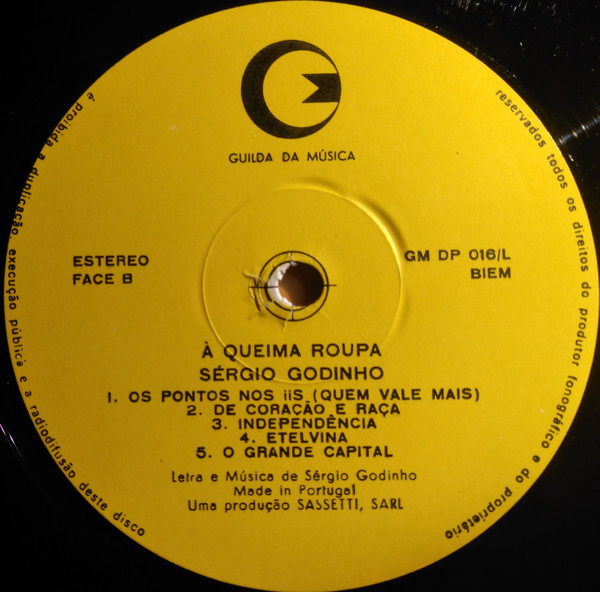 GUILDA DA MÚSICA
reservados todos os direitos do produtor fonográfico e do proprietário
é proibida a duplicação, execução pública e a radiodifusão deste disco
ESTEREO
FACE B
GM DP 016/L
BIEM
À QUEIMA ROUPA
SÉRGIO GODINHO
1. OS PONTOS NOS iiS (QUEM VALE MAIS)
2. DE CORAÇÃO E RAÇA
3. INDEPENDÊNCIA
4. ETELVINA
5. O GRANDE CAPITAL
Letra e Música de Sérgio Godinho
Made in Portugal
Uma produção SASSETTI, SARL